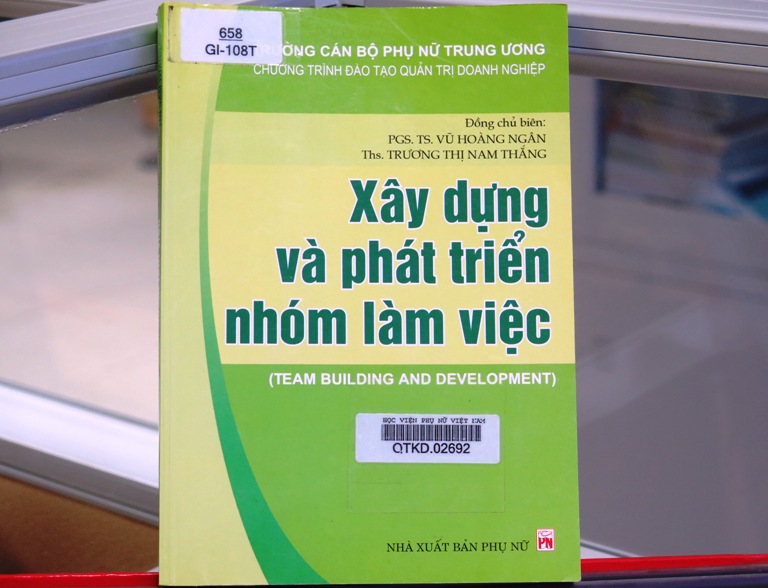 658
GI-108T
TRƯỜNG CÁN BỘ PHỤ NỮ TRUNG ƯƠNG
CHƯƠNG TRÌNH ĐÀO TẠO QUẢN TRỊ DOANH NGHIỆP
Đồng chủ biên:
PGS. TS. VŨ HOÀNG NGÂN
Ths. TRƯƠNG THỊ NAM THẮNG
Xây dựng
và phát triển
nhóm làm việc
(TEAM BUILDING AND DEVELOPMENT)
HỌC VIỆN PHỤ NỮ VIỆT NAM
QTKD.02692
NHÀ XUẤT BẢN PHỤ NỮ
PN